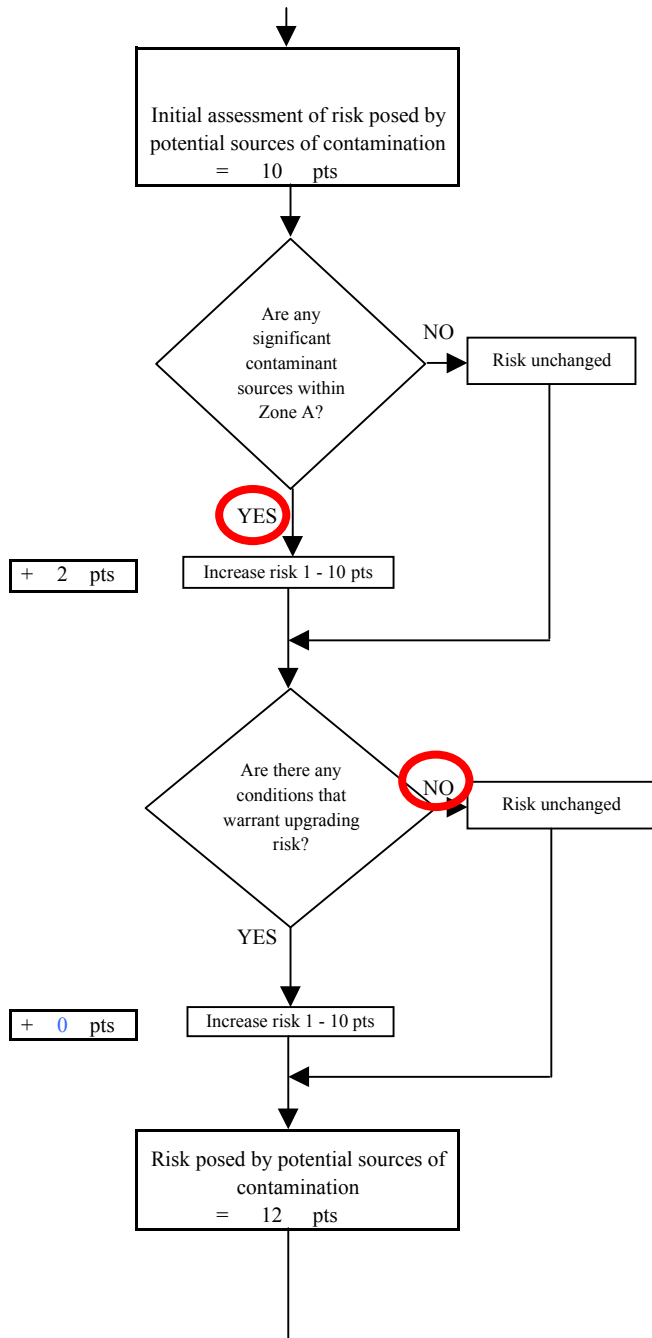 Initial assessment of risk posed by
potential sources of contamination
= 10 pts
Are any
significant
contaminant
sources within
Zone A?
NO
Risk unchanged
YES
+ 2 pts
Increase risk 1 - 10 pts
Are there any
conditions that
warrant upgrading
risk?
NO
Risk unchanged
YES
+ 0 pts
Increase risk 1 - 10 pts
Risk posed by potential sources of
contamination
= 12 pts